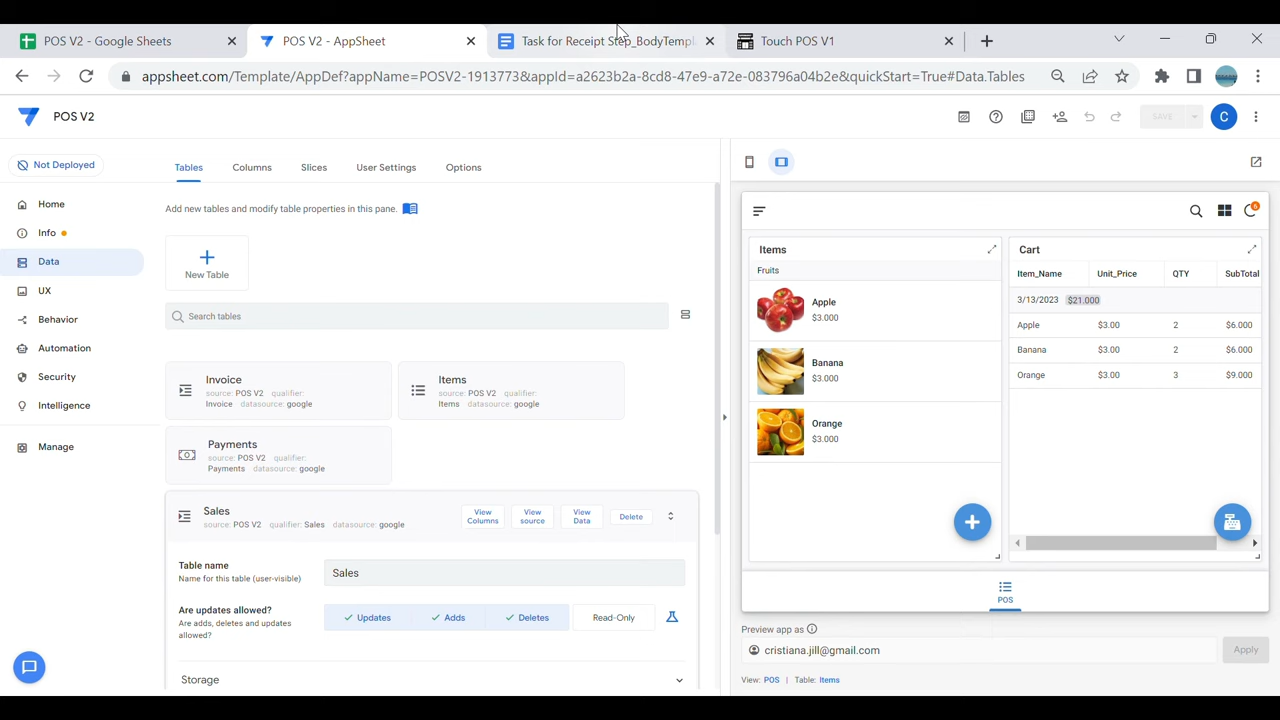 POS V2 - Google Sheets
POS V2 - AppSheet
Task for Receipt Step_BodyTempl
Touch POS V1
appsheet.com/Template/AppDef?appName=POSV2-1913773&appId=a2623b2a-8cd8-47e9-a72e-083796a04b2e&quickStart=True#Data.Tables
POS V2
SAVE
C
Not Deployed
Tables Columns Slices User Settings Options
Home
Info
Data
UX
Behavior
Automation
Security
Intelligence
Manage
Add new tables and modify table properties in this pane.
New Table
Search tables
Invoice
source: POS V2 qualifier:
Invoice datasource: google
Items
source: POS V2 qualifier:
Items datasource: google
Payments
source: POS V2 qualifier:
Payments datasource: google
Sales
source: POS V2 qualifier: Sales datasource: google
View Columns
View source
View Data
Delete
Table name
Name for this table (user-visible)
Sales
Are updates allowed?
Are adds, deletes and updates
allowed?
Updates Adds Deletes Read-Only
Storage
6
Items
Fruits
Apple
$3.000
Banana
$3.000
Orange
$3.000
Cart
Item_Name Unit_Price QTY SubTotal
3/13/2023 $21.000
Apple $3.00 2 $6.000
Banana $3.00 2 $6.000
Orange $3.00 3 $9.000
POS
Preview app as
cristiana.jill@gmail.com
Apply
View: POS | Table: Items